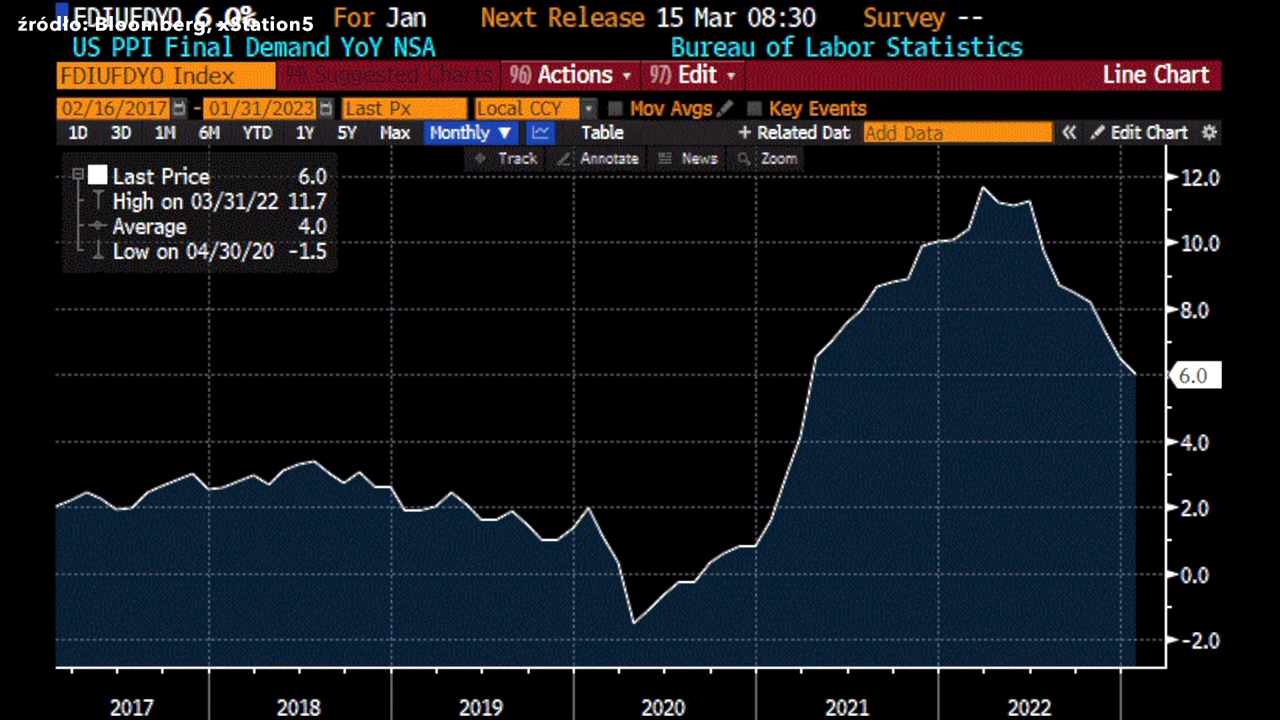 FDIUFDYO 6.0% For Jan Next Release 15 Mar 08:30 Survey --
źródło: Bloomberg, xStation5
US PPI Final Demand YoY NSA Bureau of Labor Statistics
FDIUFDYO Index 94) Suggested Charts 96) Actions 97) Edit Line Chart
02/16/2017 - 01/31/2023 Last Px Local CCY Mov Avgs Key Events
1D 3D 1M 6M YTD 1Y 5Y Max Monthly ▼ Table + Related Dat Add Data « Edit Chart
Track Annotate News Zoom
Last Price 6.0
High on 03/31/22 11.7
Average 4.0
Low on 04/30/20 -1.5
12.0
10.0
8.0
6.0
4.0
2.0
0.0
-2.0
2017 2018 2019 2020 2021 2022